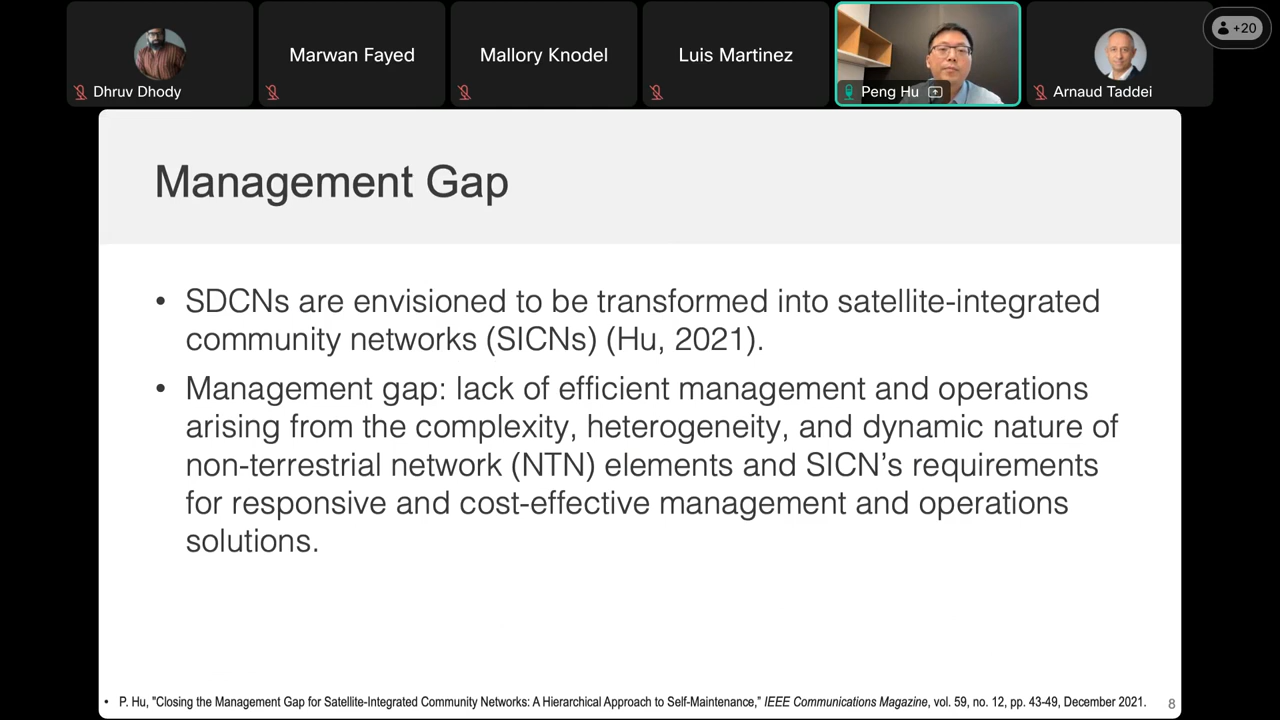 Marwan Fayed
Mallory Knodel
Luis Martinez
+20
Dhruv Dhody
Peng Hu
Arnaud Taddei
Management Gap
• SDCNs are envisioned to be transformed into satellite-integrated
community networks (SICNs) (Hu, 2021).
• Management gap: lack of efficient management and operations
arising from the complexity, heterogeneity, and dynamic nature of
non-terrestrial network (NTN) elements and SICN’s requirements
for responsive and cost-effective management and operations
solutions.
• P. Hu, "Closing the Management Gap for Satellite-Integrated Community Networks: A Hierarchical Approach to Self-Maintenance,” IEEE Communications Magazine, vol. 59, no. 12, pp. 43-49, December 2021.
8